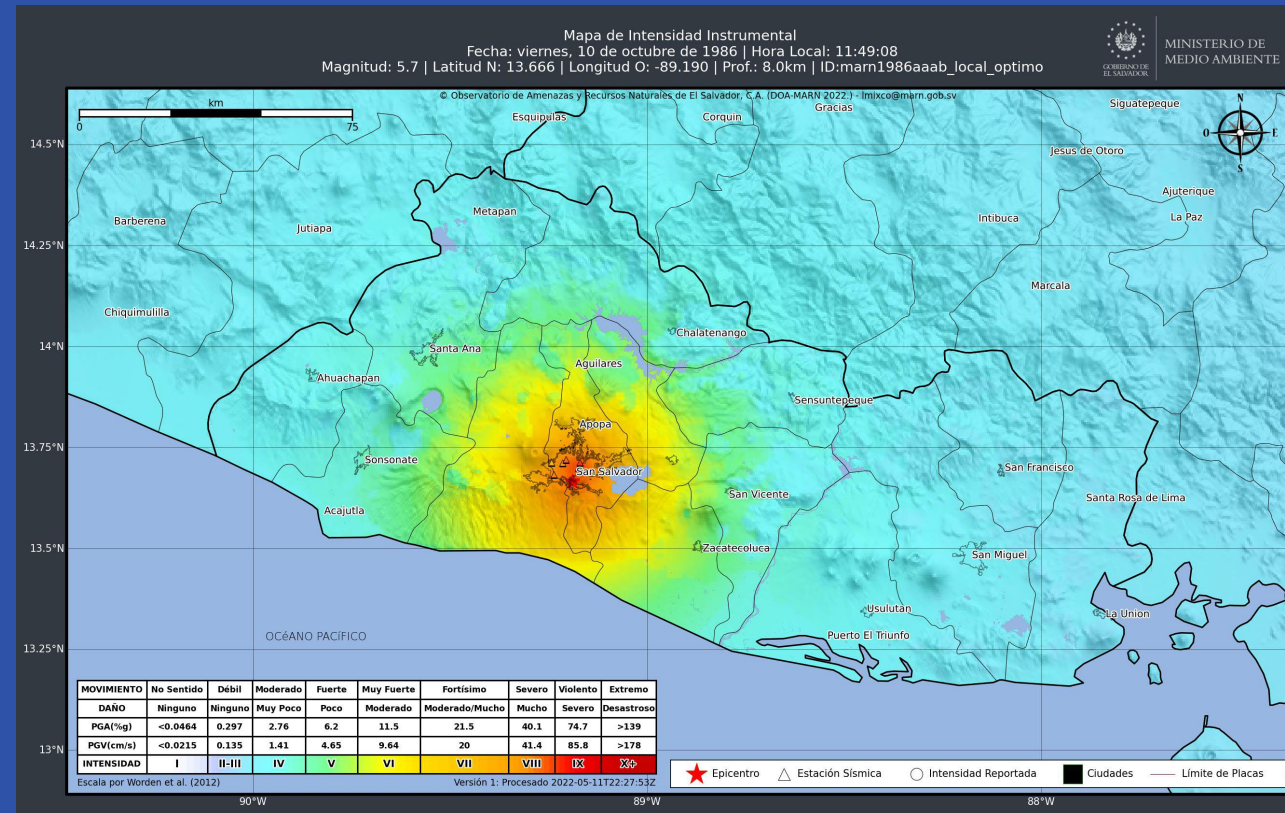 Mapa de Intensidad Instrumental
Fecha: viernes, 10 de octubre de 1986 | Hora Local: 11:49:08
Magnitud: 5.7 | Latitud N: 13.666 | Longitud O: -89.190 | Prof.: 8.0km | ID:marn1986aaab_local_optimo
GOBIERNO DE
EL SALVADOR
MINISTERIO DE
MEDIO AMBIENTE
© Observatorio de Amenazas y Recursos Naturales de El Salvador, C.A. (DOA-MARN 2022.) - lmixco@marn.gob.sv
km
0 75
N
O E
S
Siguatepeque
Gracias
Esquipulas
Corquin
14.5°N
Jesus de Otoro
Ajuterique
Metapan
La Paz
Barberena
Intibuca
Jutiapa
14.25°N
Marcala
Chiquimulilla
Chalatenango
14°N
Santa Ana
Aguilares
Ahuachapan
Sensuntepeque
Apopa
13.75°N
Sonsonate
San Francisco
San Salvador
San Vicente
Santa Rosa de Lima
Acajutla
13.5°N
Zacatecoluca
San Miguel
Usulutan
La Union
OCéANO PACÍFICO
Puerto El Triunfo
13.25°N
MOVIMIENTO No Sentido Débil Moderado Fuerte Muy Fuerte Fortísimo Severo Violento Extremo
DAÑO Ninguno Ninguno Muy Poco Poco Moderado Moderado/Mucho Mucho Severo Desastroso
PGA(%g) <0.0464 0.297 2.76 6.2 11.5 21.5 40.1 74.7 >139
PGV(cm/s) <0.0215 0.135 1.41 4.65 9.64 20 41.4 85.8 >178
13°N
INTENSIDAD I II-III IV V VI VII VIII IX X+
Escala por Worden et al. (2012) Versión 1: Procesado 2022-05-11T22:27:53Z
Epicentro Estación Sísmica Intensidad Reportada Ciudades Límite de Placas
90°W 89°W 88°W